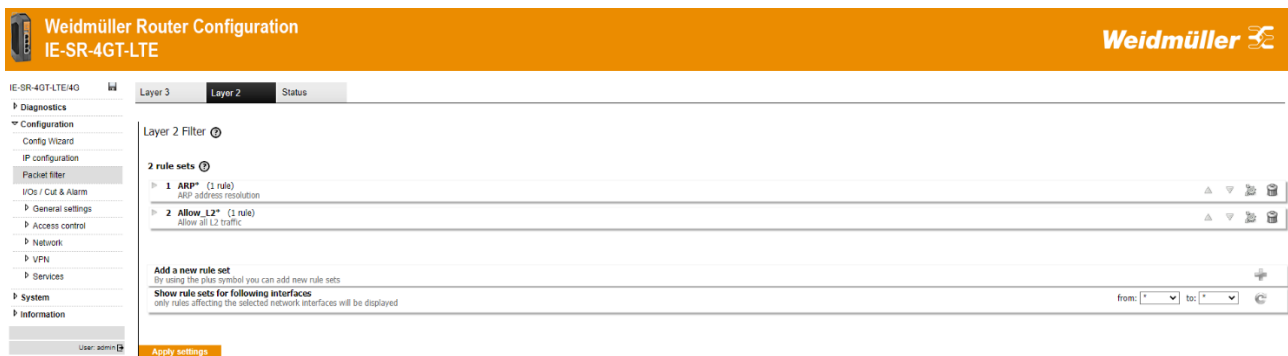 Weidmüller Router Configuration
IE-SR-4GT-LTE
Weidmüller
IE-SR-4GT-LTE/4G
Diagnostics
Configuration
Config Wizard
IP configuration
Packet filter
I/Os / Cut & Alarm
General settings
Access control
Network
VPN
Services
System
Information
User: admin
Layer 3 Layer 2 Status
Layer 2 Filter ?
2 rule sets ?
1 ARP* (1 rule)
ARP address resolution
2 Allow_L2* (1 rule)
Allow all L2 traffic
Add a new rule set
By using the plus symbol you can add new rule sets
Show rule sets for following interfaces
only rules affecting the selected network interfaces will be displayed
from: * to: *
Apply settings